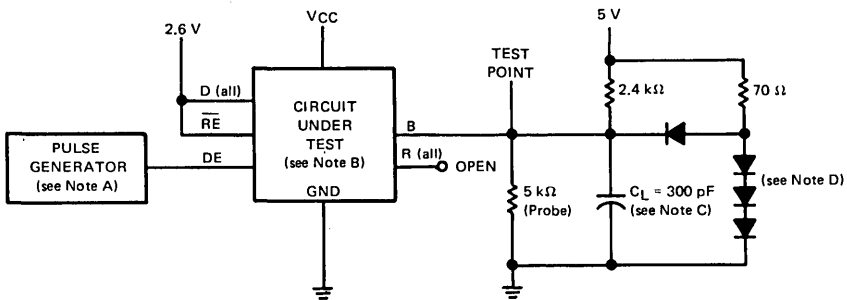 2.6 V
VCC
TEST
POINT
5 V
2.4 kΩ
70 Ω
D (all)
RE
DE
CIRCUIT
UNDER
TEST
(see Note B)
GND
B
R (all)
OPEN
PULSE
GENERATOR
(see Note A)
5 kΩ
(Probe)
CL = 300 pF
(see Note C)
(see Note D)